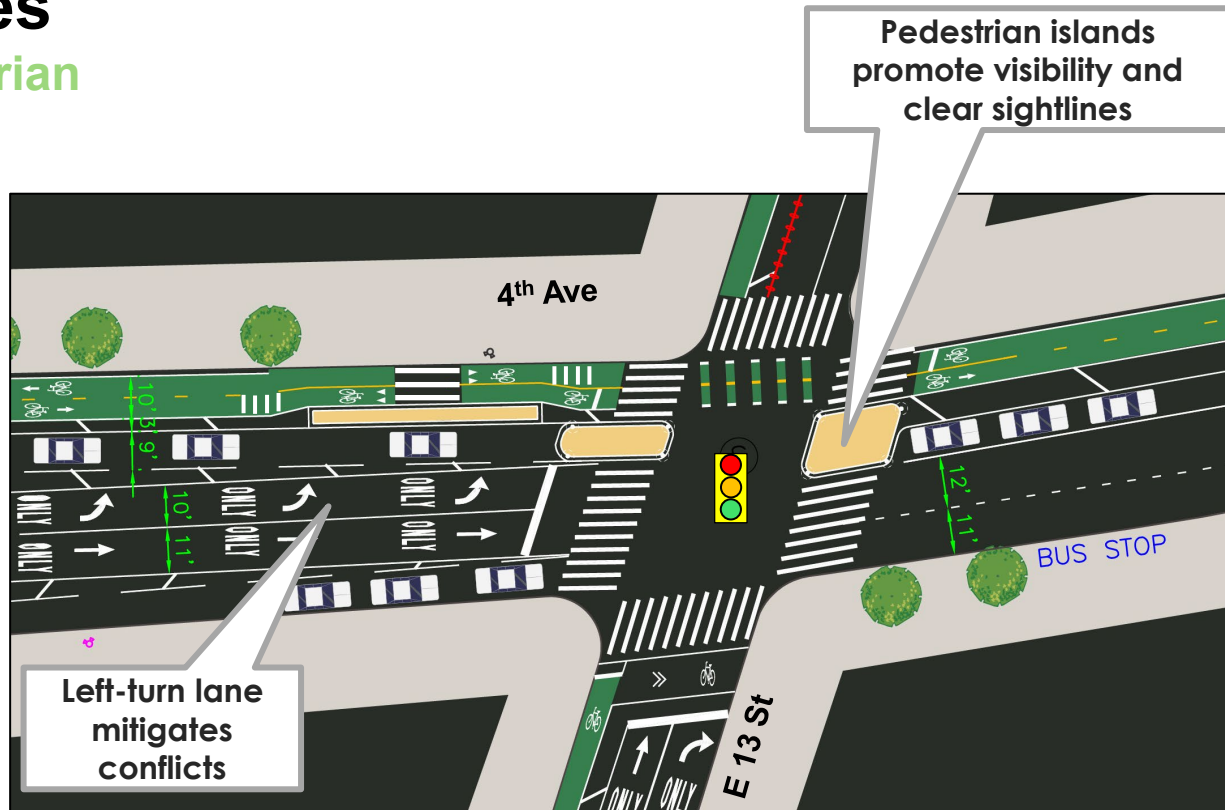 es
rian
Pedestrian islands
promote visibility and
clear sightlines
4th Ave
10'
3'
9'
ONLY
ONLY
ONLY
10'
12'
11'
ONLY
ONLY
ONLY
11'
BUS STOP
Left-turn lane
mitigates
conflicts
E 13 St
ONLY
ONLY